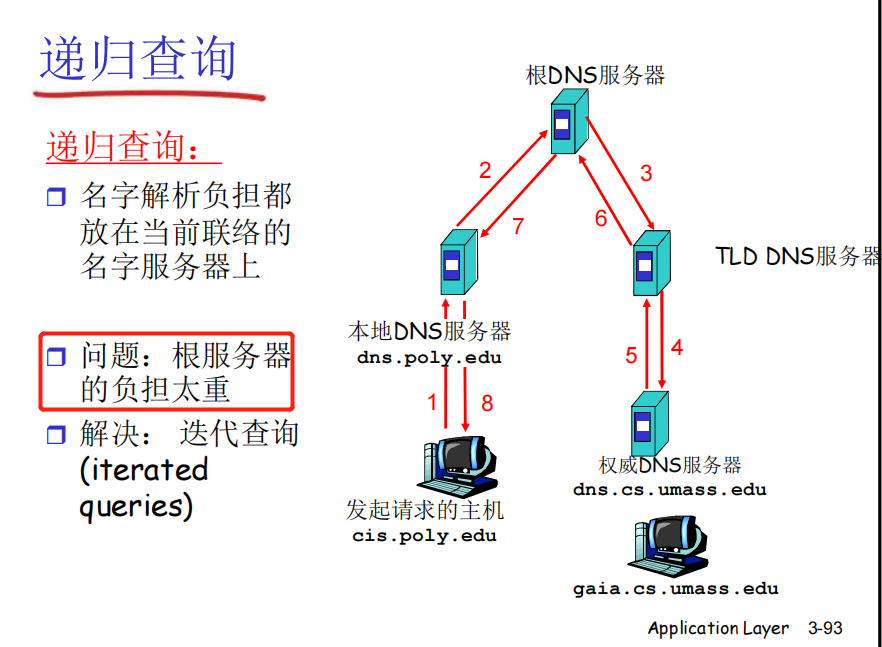 递归查询
递归查询：
名字解析负担都
放在当前联络的
名字服务器上
问题：根服务器
的负担太重
解决： 迭代查询
(iterated
queries)
根DNS服务器
2
3
7
6
TLD DNS服务器
本地DNS服务器
dns.poly.edu
5
4
1
8
权威DNS服务器
dns.cs.umass.edu
发起请求的主机
cis.poly.edu
gaia.cs.umass.edu
Application Layer 3-93